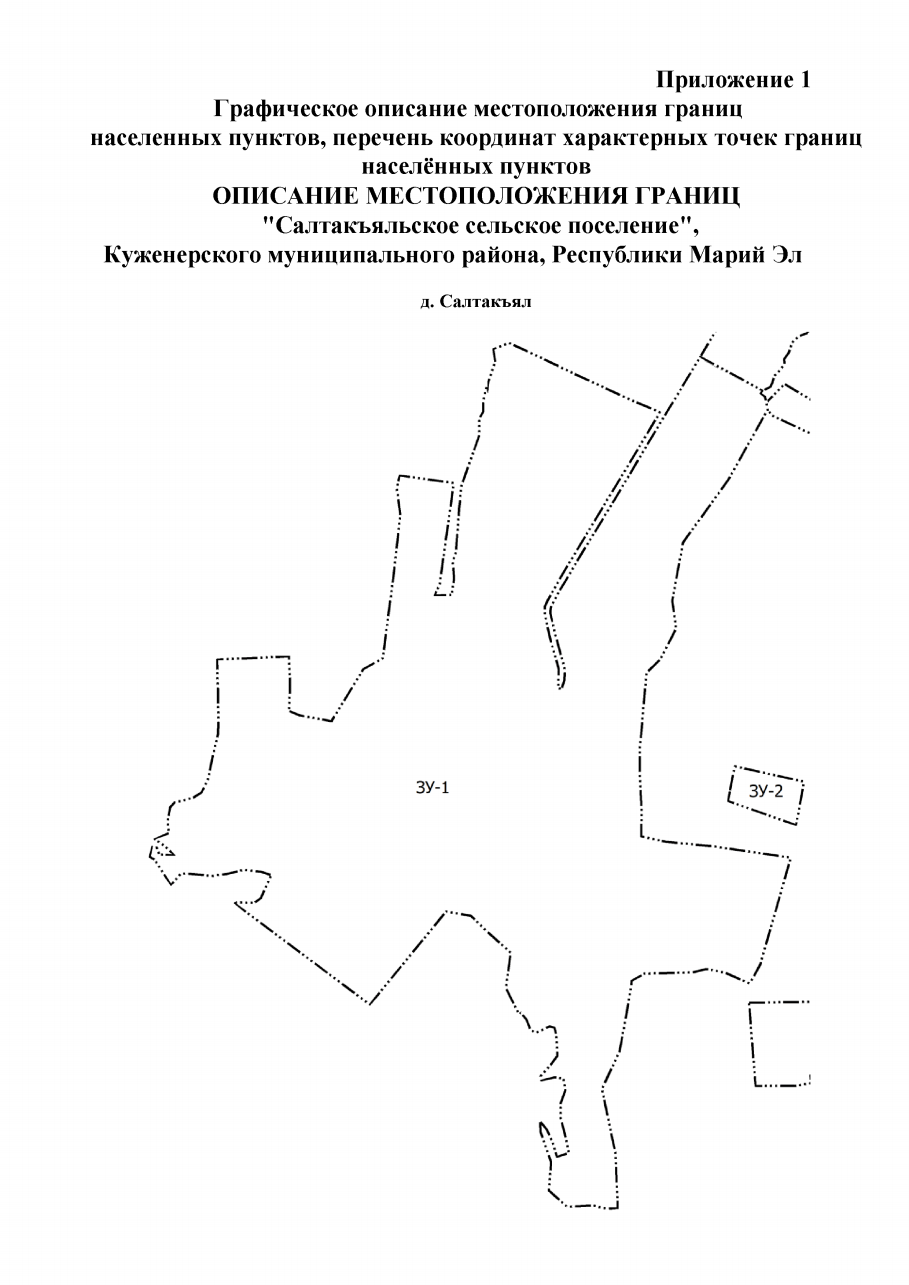 Приложение 1
Графическое описание местоположения границ
населенных пунктов, перечень координат характерных точек границ
населённых пунктов
ОПИСАНИЕ МЕСТОПОЛОЖЕНИЯ ГРАНИЦ
"Салтакъяльское сельское поселение",
Куженерского муниципального района, Республики Марий Эл
д. Салтакъял
ЗУ-1
ЗУ-2